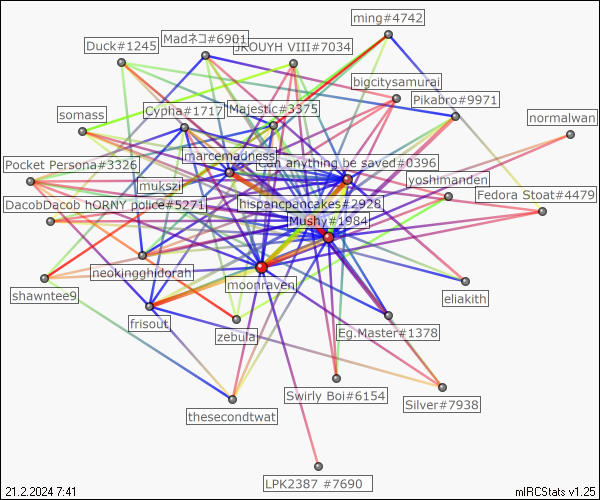 ming#4742
Madネコ#6901
Duck#1245
JROUYH VIII#7034
bigcitysamurai
Pikabro#9971
somass
Cypha#1717
Majestic#3375
normalwan
marcemadness
Can anything be saved#0396
Pocket Persona#3326
mukszi
yoshimanden
Fedora Stoat#4479
DacobDacob hORNY police#5271
hispancpancakes#2928
Mushy#1984
neokingghidorah
moonraven
shawntee9
eliakith
frisout
zebula
Eg.Master#1378
Swirly Boi#6154
Silver#7938
thesecondtwat
LPK2387 #7690
21.2.2024 7:41
mIRCStats v1.25